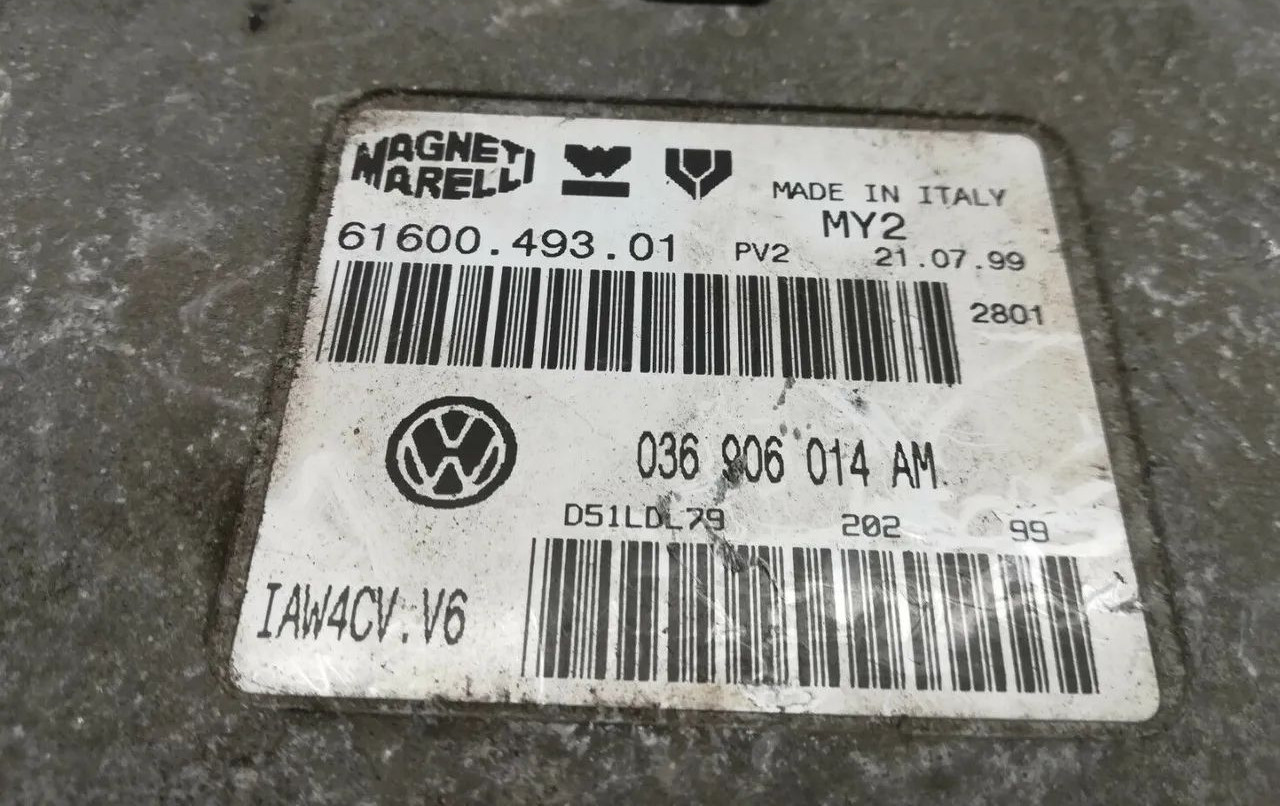 MAGNETI
MARELLI
MADE IN ITALY
MY2
61600.493.01 PV2 21.07.99
2801
036 906 014 AM
D51LDL79 202 99
IAW4CV.V6